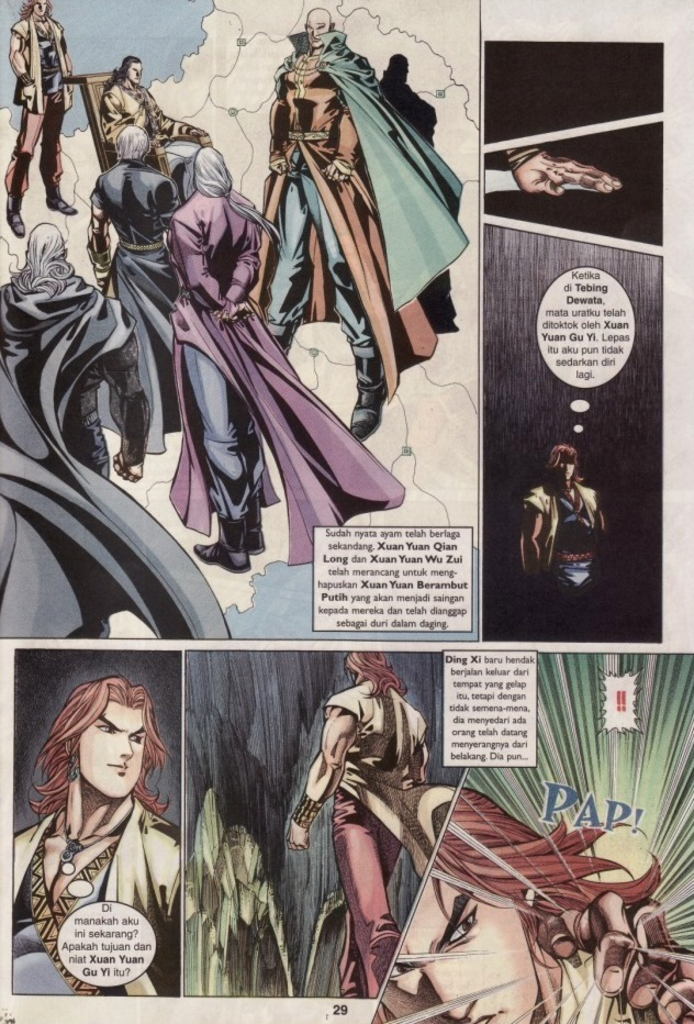 Sudah nyata ayam telah berlaga
sekandang. Xuan Yuan Qian
Long dan Xuan Yuan Wu Zui
telah merancang untuk meng-
hapuskan Xuan Yuan Berambut
Putih yang akan menjadi saingan
kepada mereka dan telah dianggap
sebagai duri dalam daging.
Ketika
di Tebing
Dewata,
mata uratku telah
ditoktok oleh Xuan
Yuan Gu Yi. Lepas
itu aku pun tidak
sedarkan diri
lagi.
Di
manakah aku
ini sekarang?
Apakah tujuan dan
niat Xuan Yuan
Gu Yi itu?
Ding Xi baru hendak
berjalan keluar dari
tempat yang gelap
itu, tetapi dengan
tidak semena-mena,
dia menyedari ada
orang telah datang
menyerangnya dari
belakang. Dia pun...
!!
PAP!
29